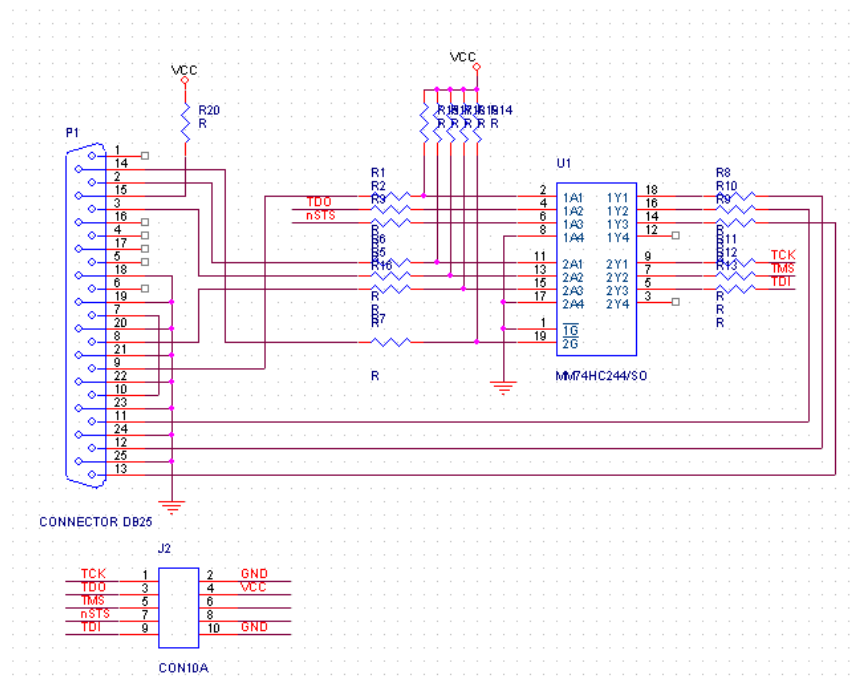 VCC
VCC
R20
R
R14
R
P1
1
14
2
15
3
16
4
17
5
18
6
19
7
20
8
21
9
22
10
23
11
24
12
25
13
CONNECTOR DB25
R1
R2
R3
TDO
nSTS
R6
R5
R16
R7
R
U1
2 1A1 1Y1 18
4 1A2 1Y2 16
6 1A3 1Y3 14
8 1A4 1Y4 12
11 2A1 2Y1 9
13 2A2 2Y2 7
15 2A3 2Y3 5
17 2A4 2Y4 3
1 1G
19 2G
MM74HC244/SO
R8
R10
R9
R11
R12
R13
TCK
TMS
TDI
R
R
R
J2
TCK 1 2 GND
TDO 3 4 VCC
TMS 5 6
nSTS 7 8
TDI 9 10 GND
CON10A